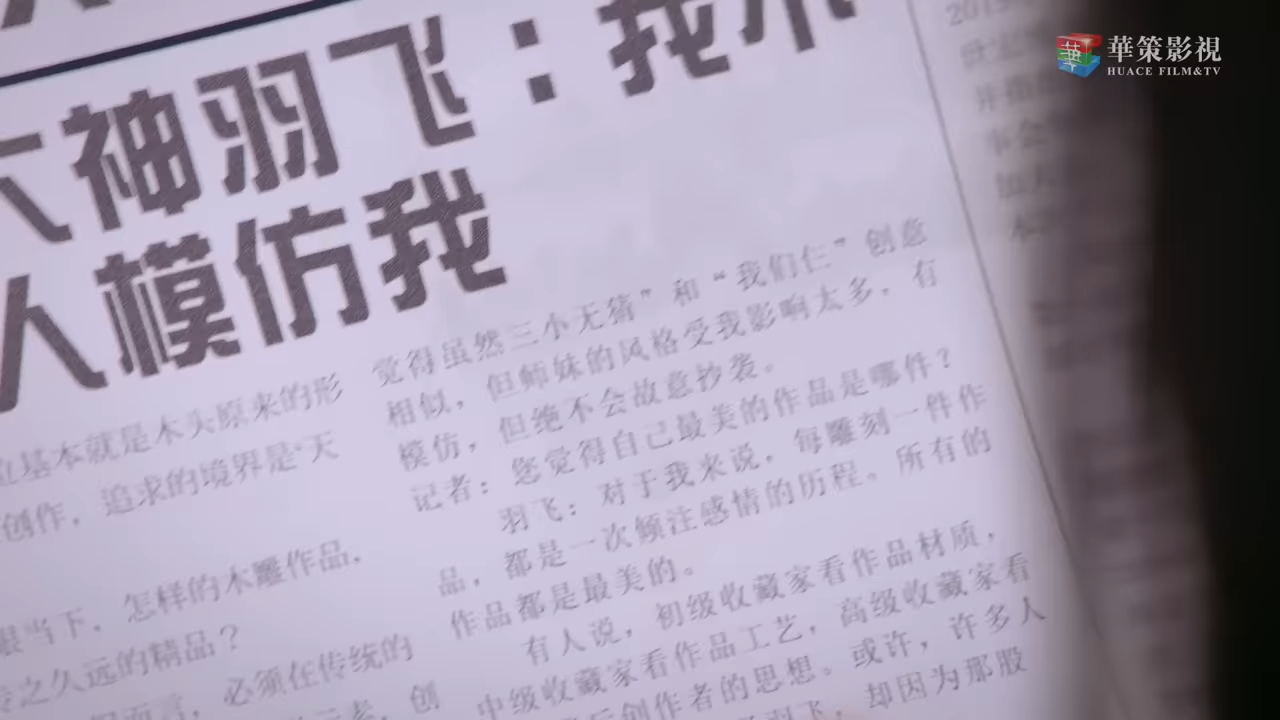 大神羽飞：我不
人模仿我
基本就是木头原来的形
创作，追求的境界是“天
当下，怎样的木雕作品，
之久远的精品？
而言，必须在传统的
元素，创
觉得虽然三小无猜”和“我们仨”创意
相似，但师妹的风格受我影响太多，有
模仿，但绝不会故意抄袭。
记者：您觉得自己最美的作品是哪件？
羽飞：对于我来说，每雕刻一件作
品，都是一次倾注感情的历程。所有的
作品都是最美的。
有人说，初级收藏家看作品材质，
中级收藏家看作品工艺，高级收藏家看
创作者的思想。或许，许多人
羽飞，却因为那股
華策影視
HUACE FILM&TV